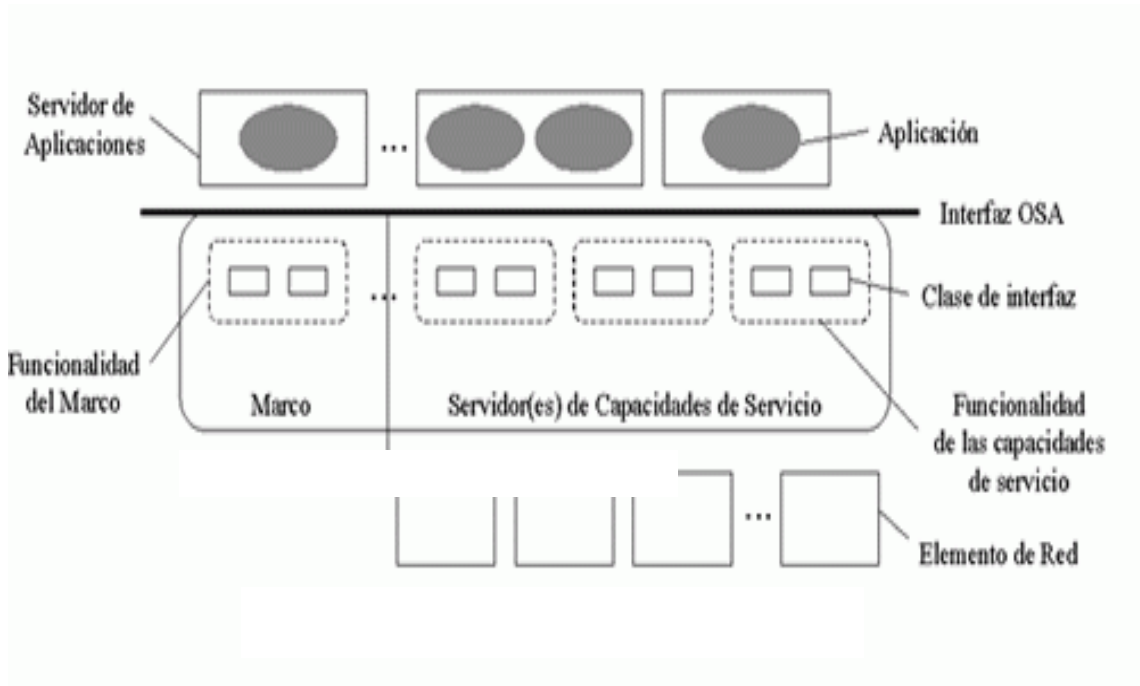 Servidor de
Aplicaciones
...
Aplicación
Interfaz OSA
...
Clase de interfaz
Funcionalidad
del Marco
Marco
Servidor(es) de Capacidades de Servicio
Funcionalidad
de las capacidades
de servicio
...
Elemento de Red